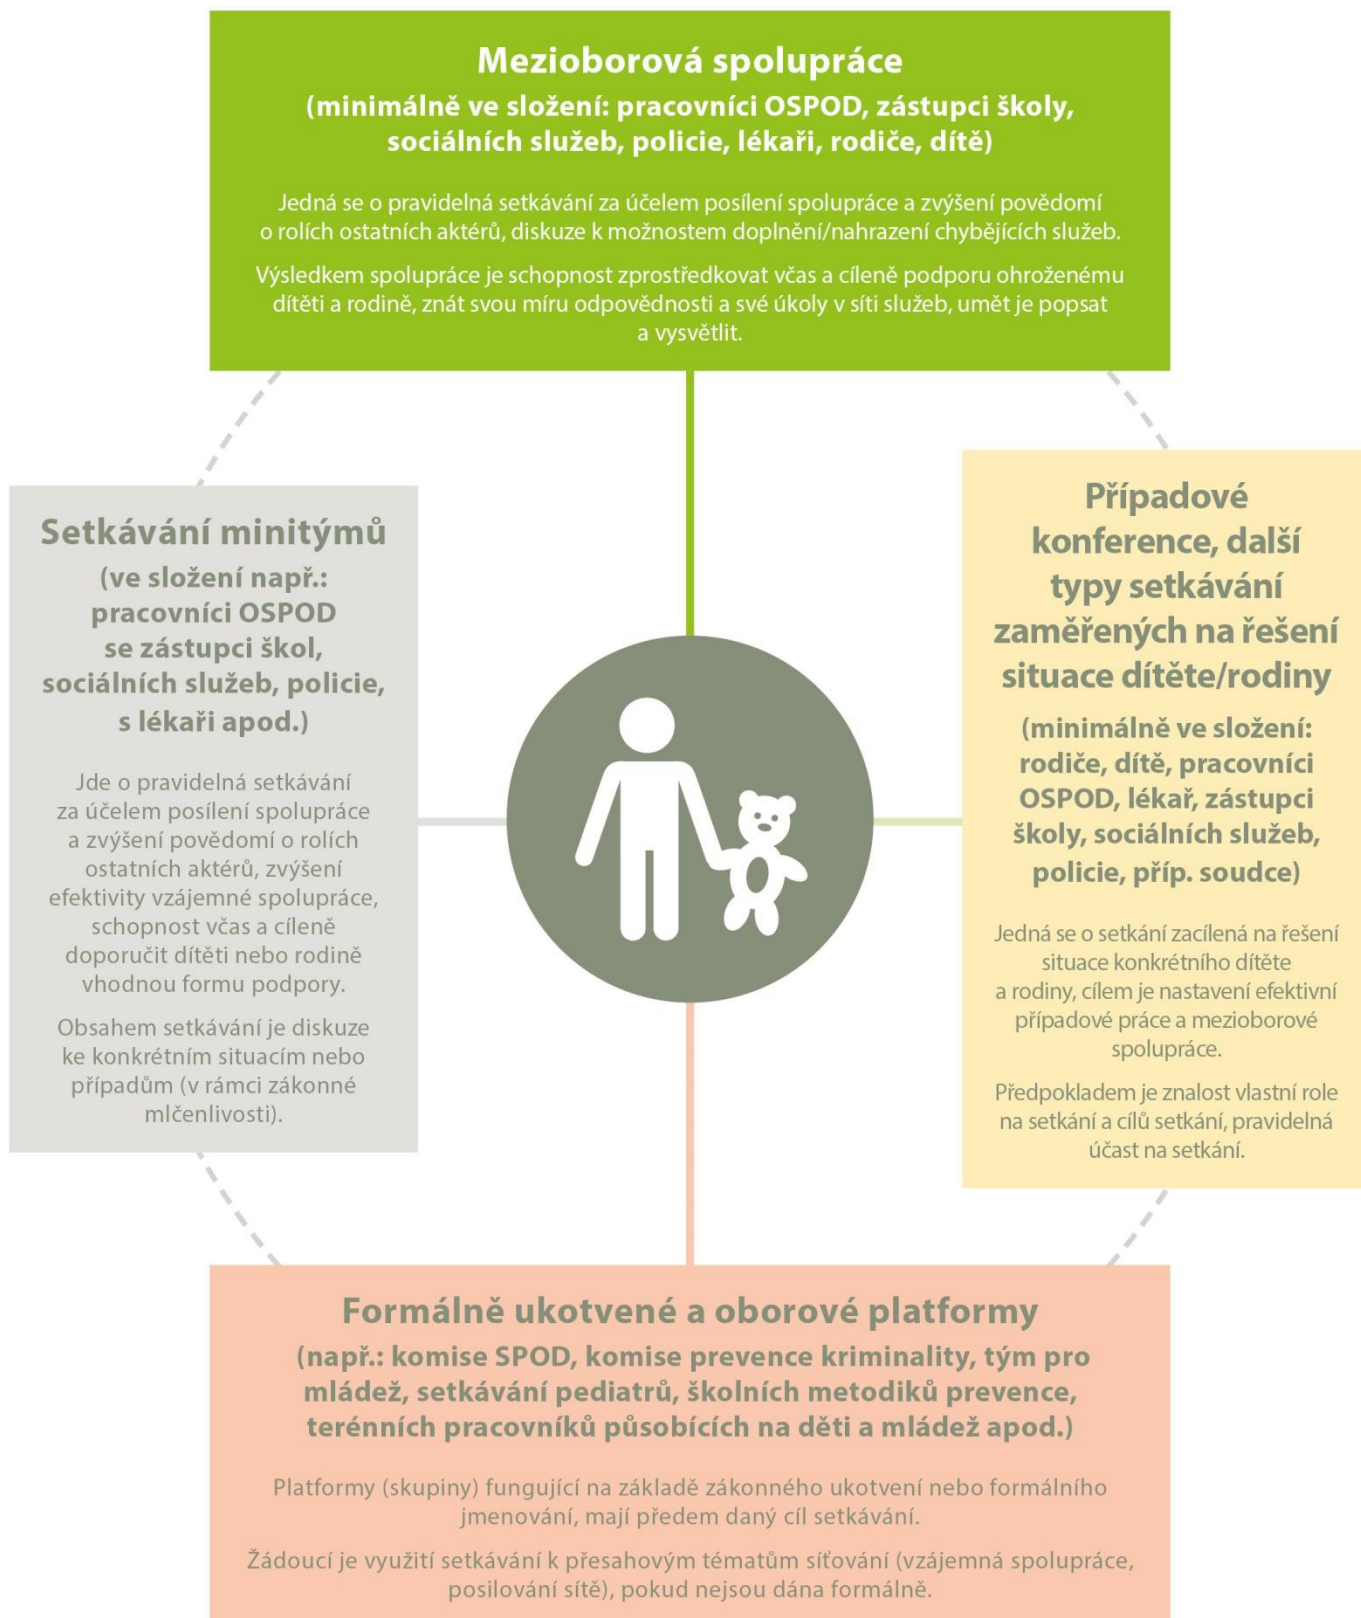 Mezioborová spolupráce
(minimálně ve složení: pracovníci OSPOD, zástupci školy,
sociálních služeb, policie, lékaři, rodiče, dítě)
Jedná se o pravidelná setkávání za účelem posílení spolupráce a zvýšení povědomí
o rolích ostatních aktérů, diskuze k možnostem doplnění/nahrazení chybějících služeb.
Výsledkem spolupráce je schopnost zprostředkovat včas a cíleně podporu ohroženému
dítěti a rodině, znát svou míru odpovědnosti a své úkoly v síti služeb, umět je popsat
a vysvětlit.
Setkávání minitýmů
(ve složení např.:
pracovníci OSPOD
se zástupci škol,
sociálních služeb, policie,
s lékaři apod.)
Jde o pravidelná setkávání
za účelem posílení spolupráce
a zvýšení povědomí o rolích
ostatních aktérů, zvýšení
efektivity vzájemné spolupráce,
schopnost včas a cíleně
doporučit dítěti nebo rodině
vhodnou formu podpory.
Obsahem setkávání je diskuze
ke konkrétním situacím nebo
případům (v rámci zákonné
mlčenlivosti).
Případové
konference, další
typy setkávání
zaměřených na řešení
situace dítěte/rodiny
(minimálně ve složení:
rodiče, dítě, pracovníci
OSPOD, lékař, zástupci
školy, sociálních služeb,
policie, příp. soudce)
Jedná se o setkání zacílená na řešení
situace konkrétního dítěte
a rodiny, cílem je nastavení efektivní
případové práce a mezioborové
spolupráce.
Předpokladem je znalost vlastní role
na setkání a cílů setkání, pravidelná
účast na setkání.
Formálně ukotvené a oborové platformy
(např.: komise SPOD, komise prevence kriminality, tým pro
mládež, setkávání pediatrů, školních metodiků prevence,
terénních pracovníků působících na děti a mládež apod.)
Platformy (skupiny) fungující na základě zákonného ukotvení nebo formálního
jmenování, mají předem daný cíl setkávání.
Žádoucí je využití setkávání k přesahovým tématům síťování (vzájemná spolupráce,
posilování sítě), pokud nejsou dána formálně.